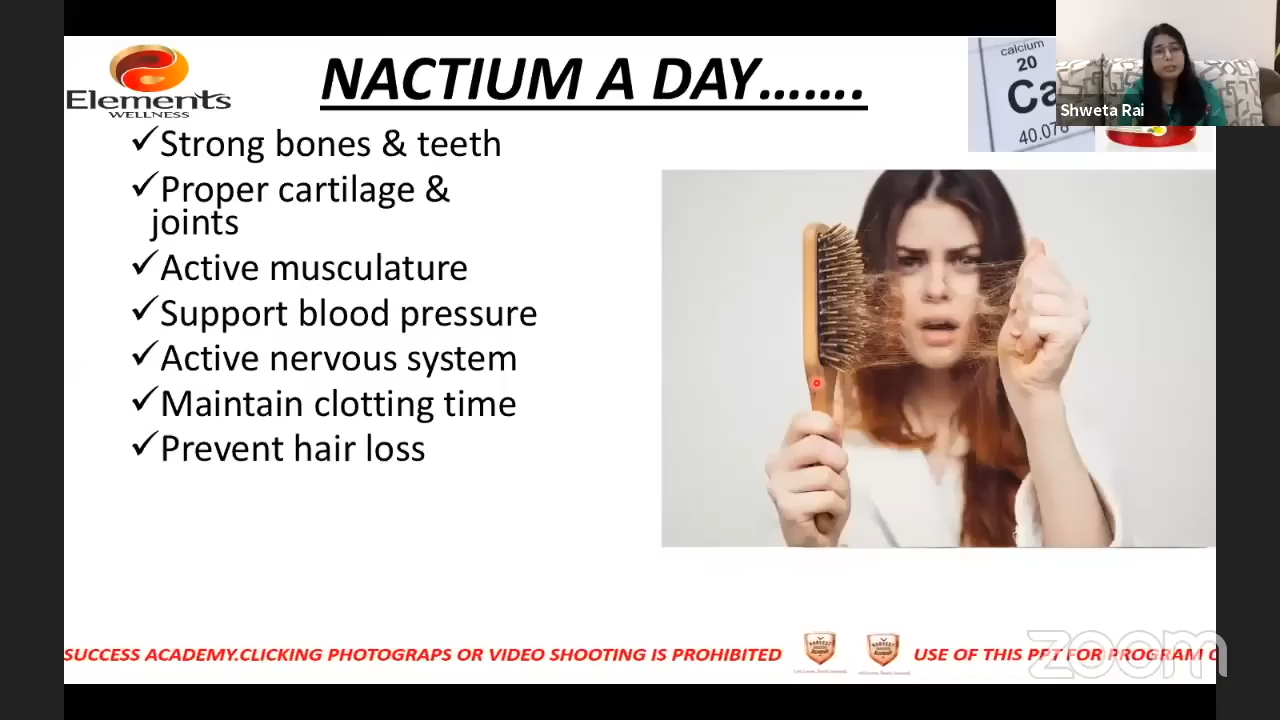 NACTIUM A DAY…….
Elements
WELLNESS
calcium
20
Ca
40.078
Shweta Rai
✓Strong bones & teeth
✓Proper cartilage &
joints
✓Active musculature
✓Support blood pressure
✓Active nervous system
✓Maintain clotting time
✓Prevent hair loss
SUCCESS ACADEMY.CLICKING PHOTOGRAPS OR VIDEO SHOOTING IS PROHIBITED
USE OF THIS PPT FOR PROGRAM
zoom